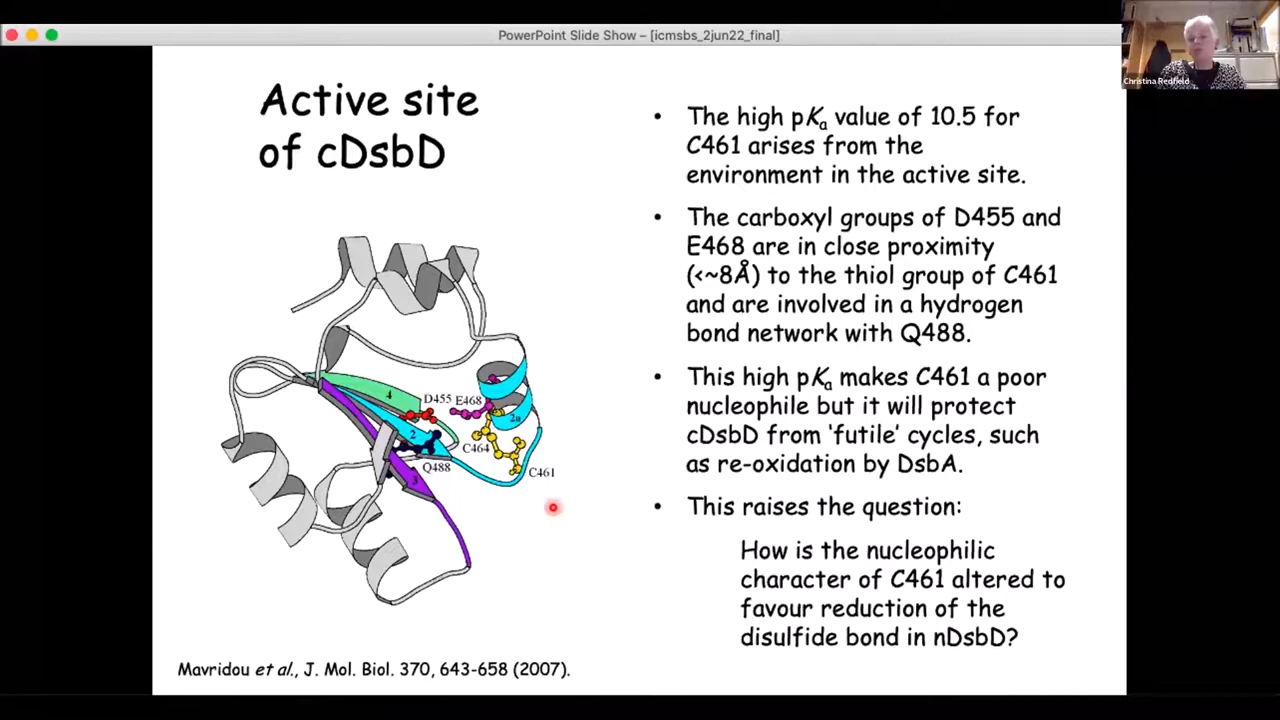 PowerPoint Slide Show – [icmsbs_2jun22_final]
Christina Redfield
Active site
of cDsbD
• The high pKa value of 10.5 for
C461 arises from the
environment in the active site.
• The carboxyl groups of D455 and
E468 are in close proximity
(<~8Å) to the thiol group of C461
and are involved in a hydrogen
bond network with Q488.
• This high pKa makes C461 a poor
nucleophile but it will protect
cDsbD from ‘futile’ cycles, such
as re-oxidation by DsbA.
• This raises the question:
How is the nucleophilic
character of C461 altered to
favour reduction of the
disulfide bond in nDsbD?
4
D455 E468
2
2a
C464
Q488
C461
3
Mavridou et al., J. Mol. Biol. 370, 643-658 (2007).